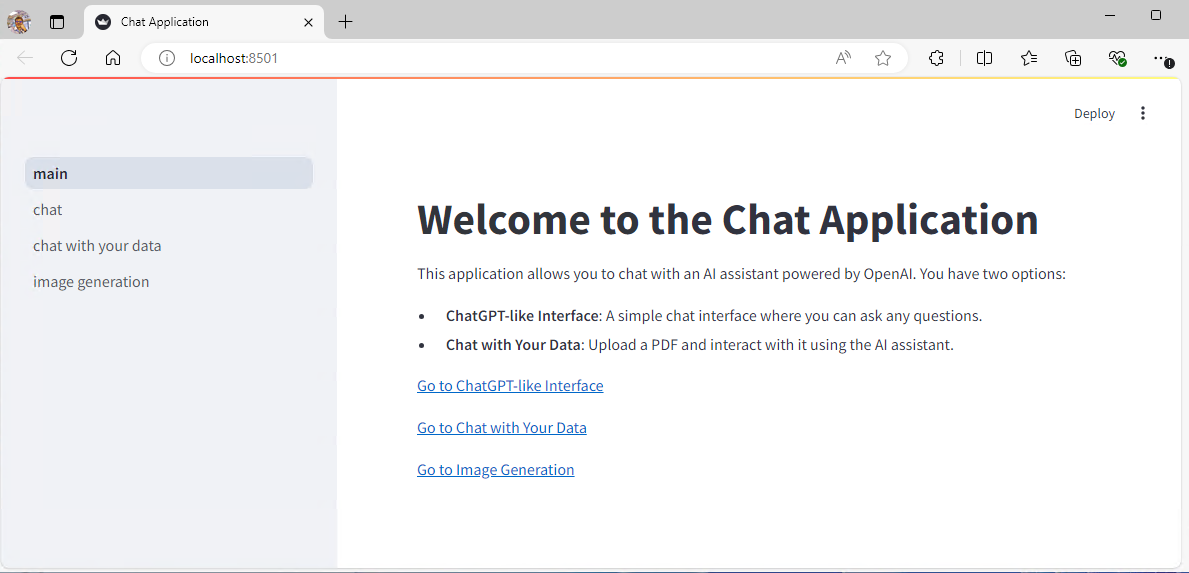 Chat Application
localhost:8501
Deploy
main
chat
chat with your data
image generation
Welcome to the Chat Application
This application allows you to chat with an AI assistant powered by OpenAI. You have two options:
• ChatGPT-like Interface: A simple chat interface where you can ask any questions.
• Chat with Your Data: Upload a PDF and interact with it using the AI assistant.
Go to ChatGPT-like Interface
Go to Chat with Your Data
Go to Image Generation